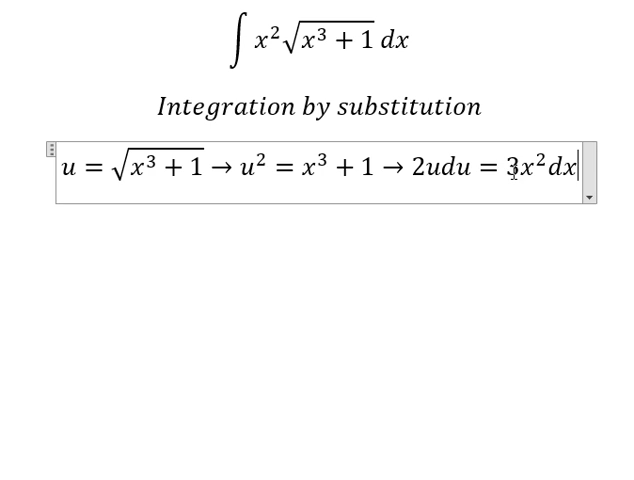 ∫ x²√(x³ + 1) dx
Integration by substitution
u = √(x³ + 1) → u² = x³ + 1 → 2udu = 3x²dx